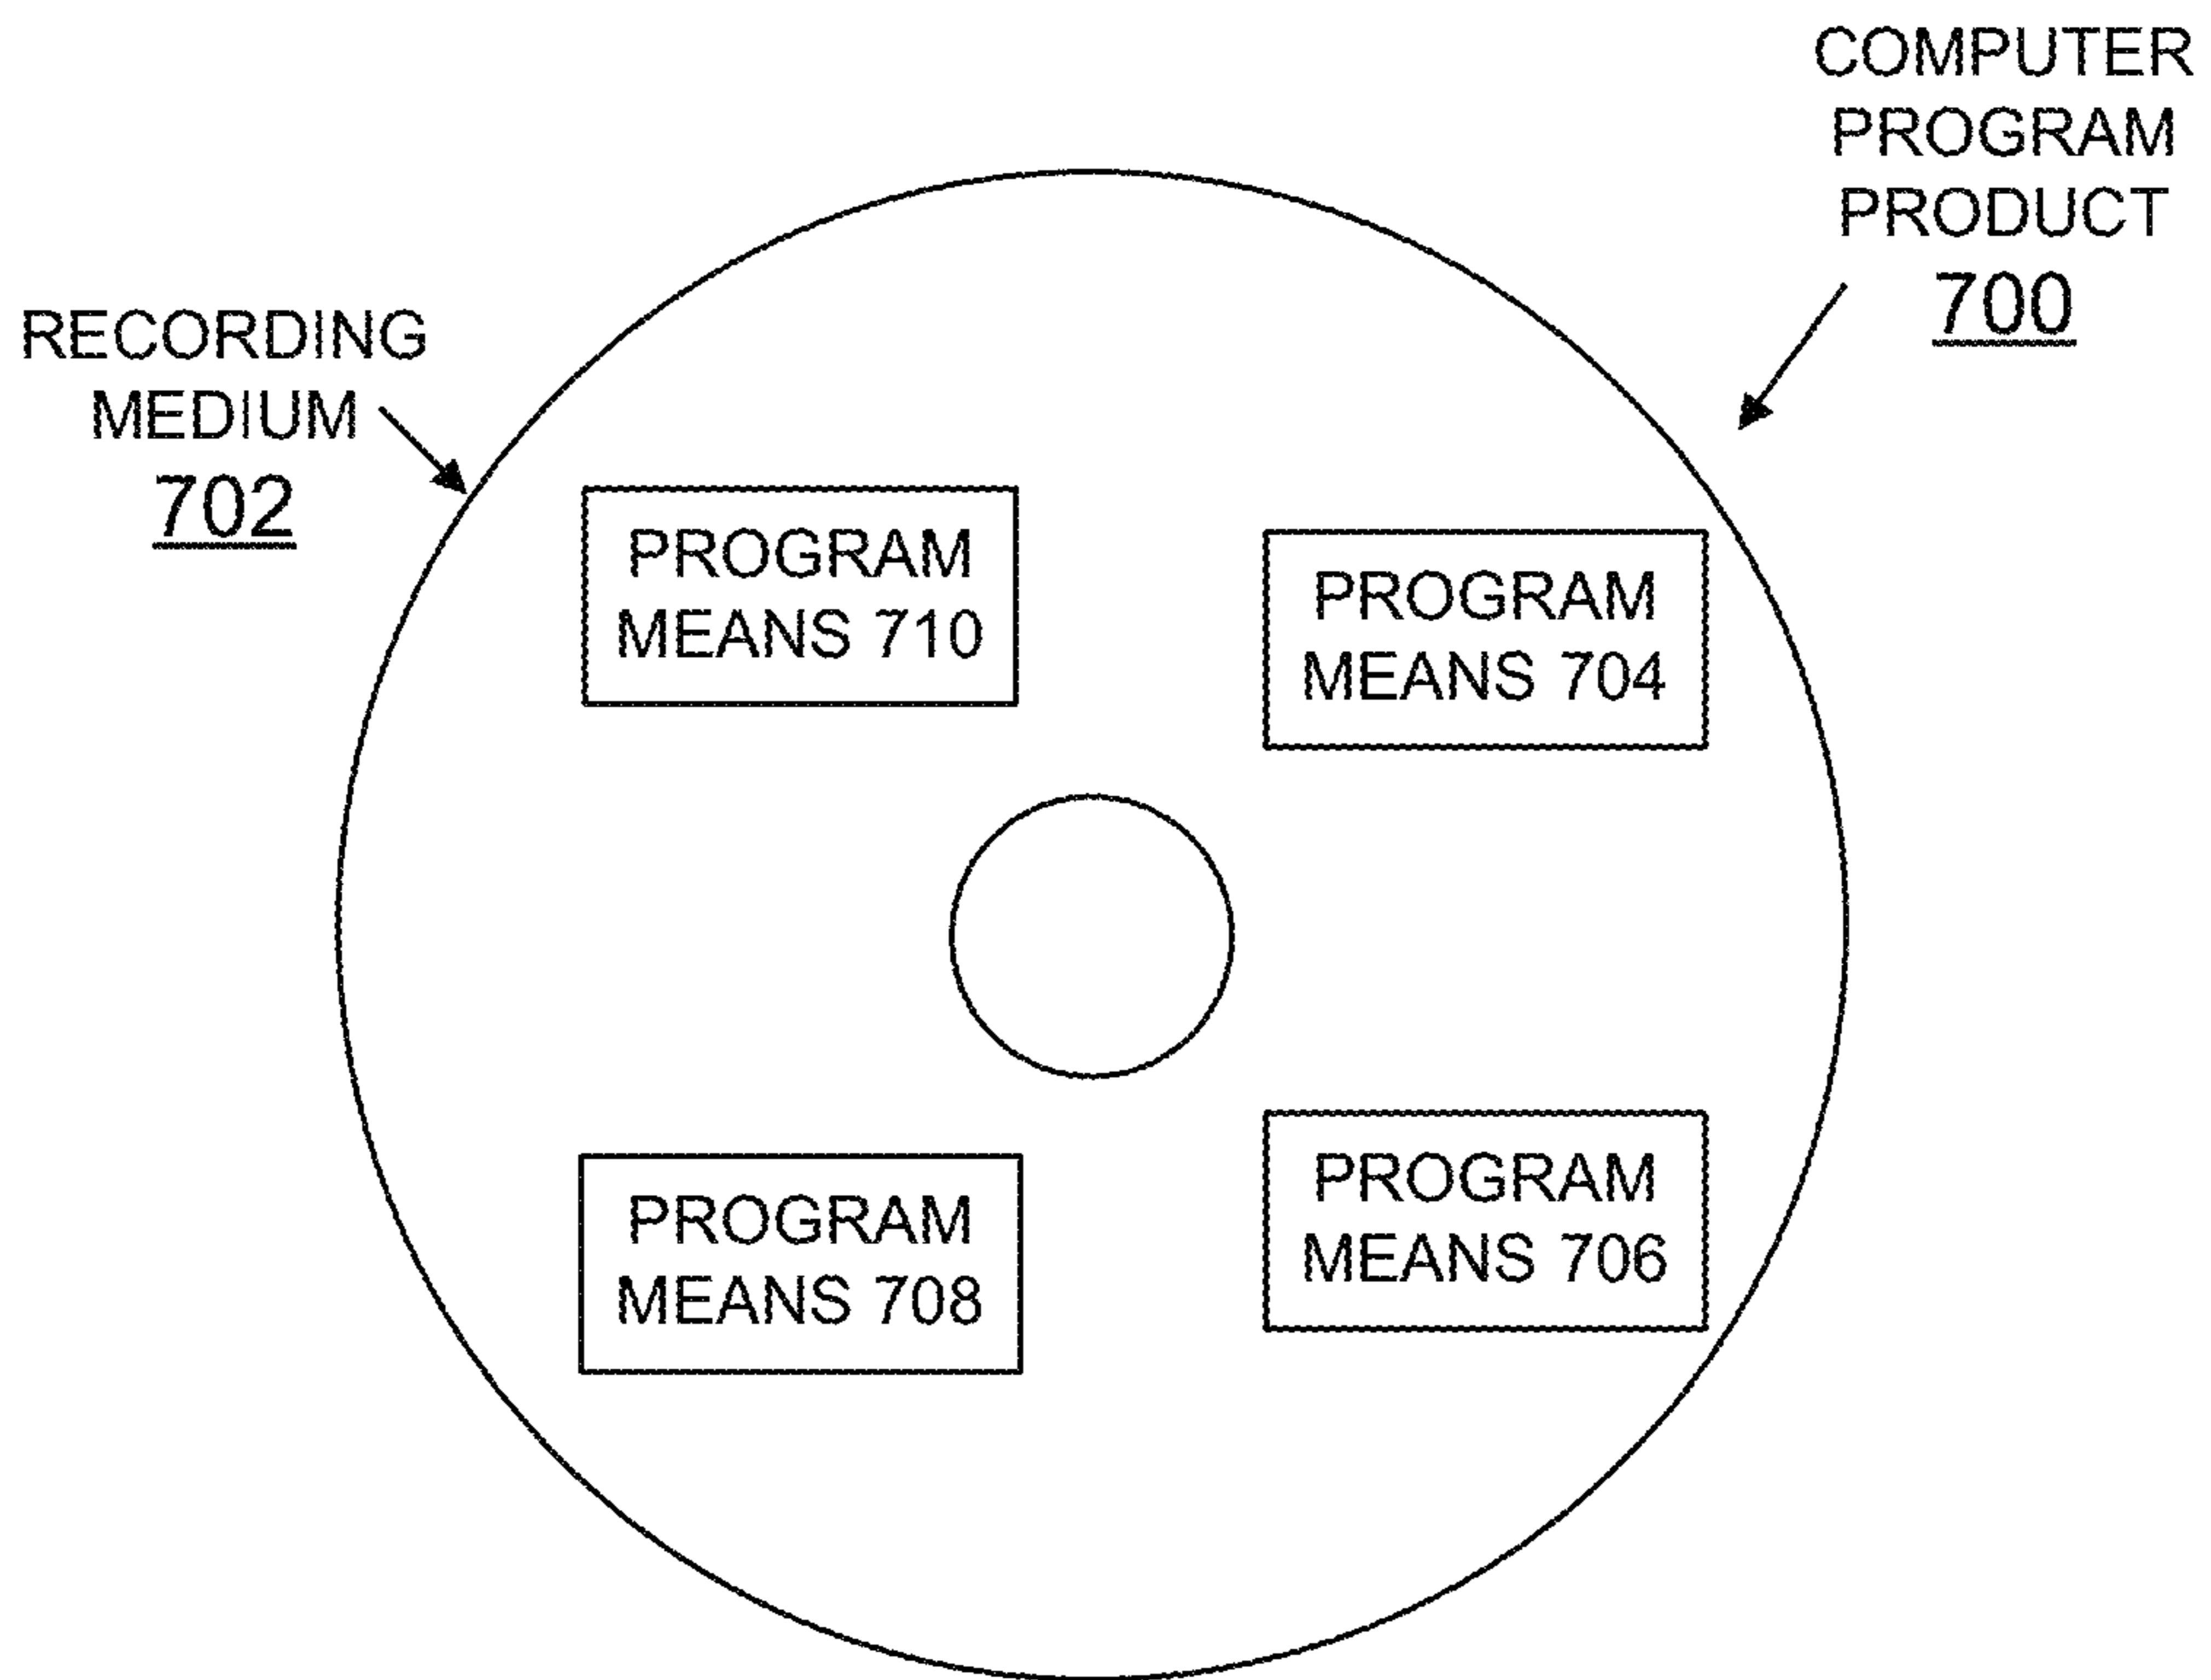 COMPUTER
PROGRAM
PRODUCT
700
RECORDING
MEDIUM
702
PROGRAM
MEANS 710
PROGRAM
MEANS 704
PROGRAM
MEANS 708
PROGRAM
MEANS 706